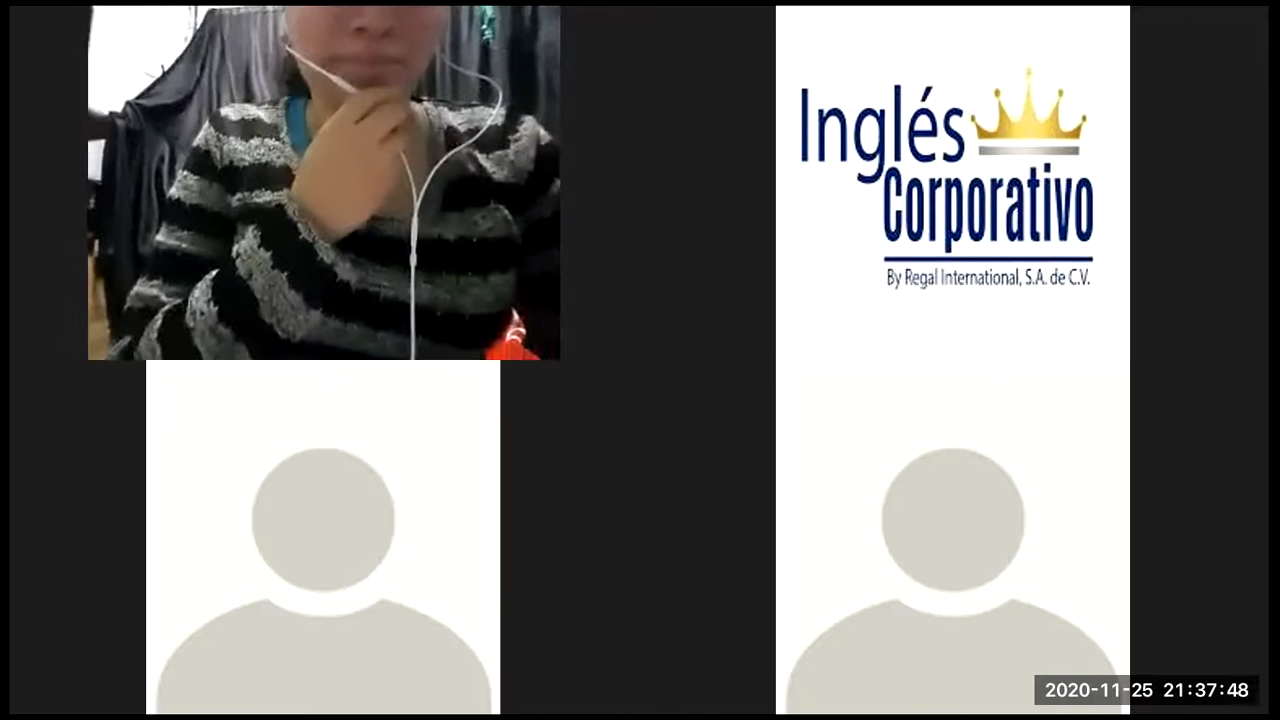 Inglés
Corporativo
By Regal International, S.A. de C.V.
2020-11-25 21:37:48